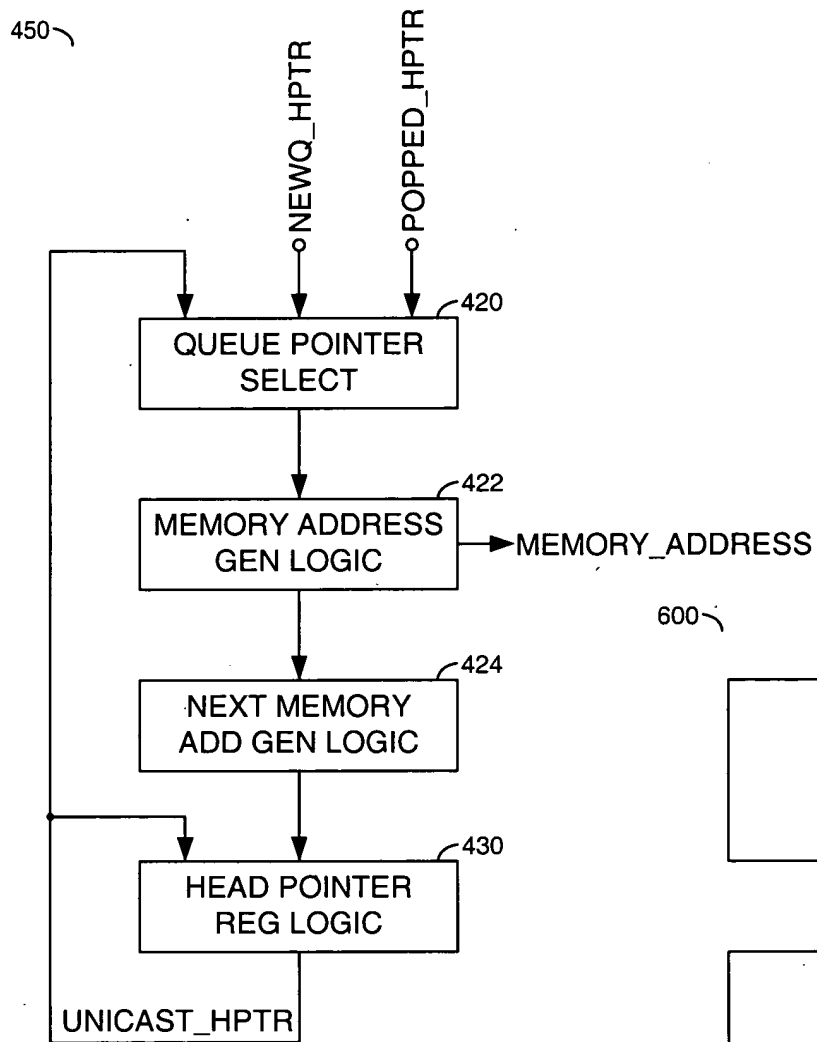 450
NEWQ_HPTR
POPPED_HPTR
420
QUEUE POINTER
SELECT
422
MEMORY ADDRESS
GEN LOGIC
MEMORY_ADDRESS
600
424
NEXT MEMORY
ADD GEN LOGIC
430
HEAD POINTER
REG LOGIC
UNICAST_HPTR